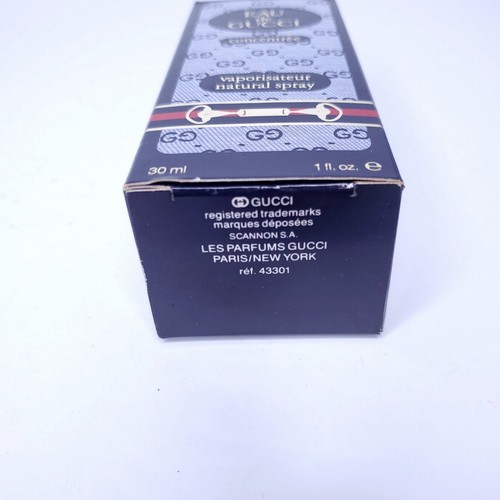 EAU
de
GUCCI
concentrée
vaporisateur
natural spray
30 ml 1 fl. oz. ℮
GUCCI
registered trademarks
marques déposées
SCANNON S.A.
LES PARFUMS GUCCI
PARIS/NEW YORK
réf. 43301